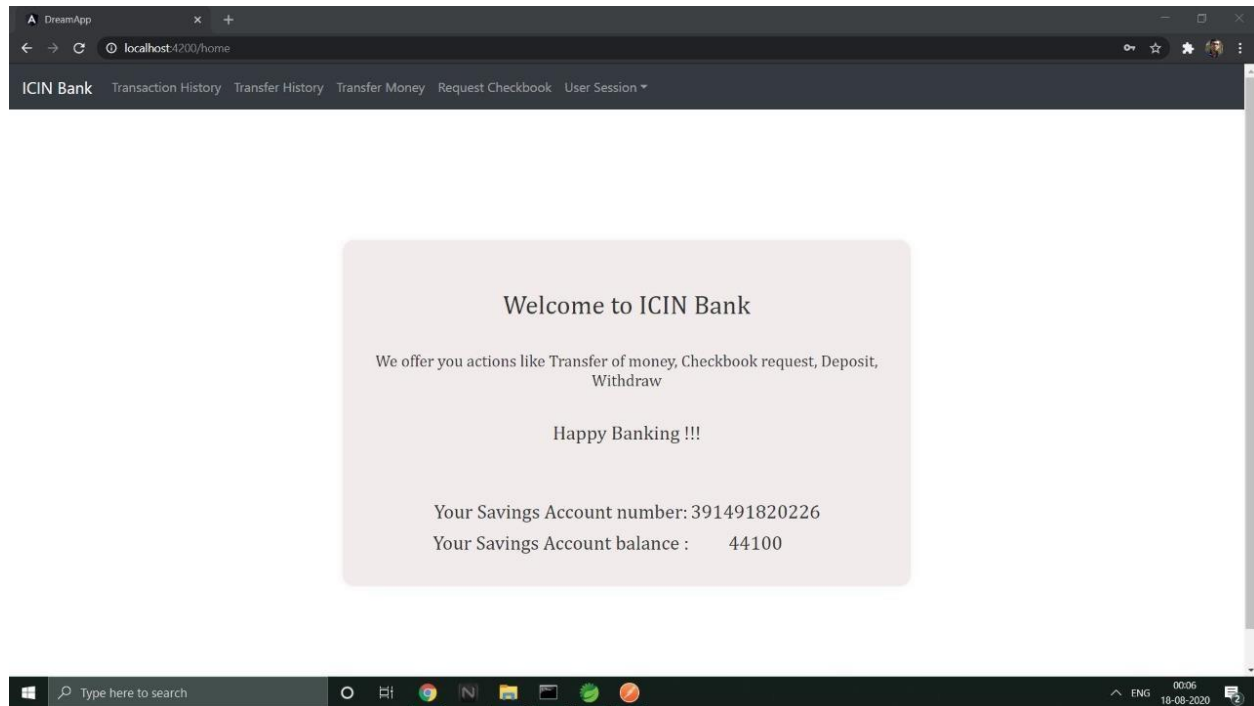 DreamApp
localhost:4200/home
ICIN Bank Transaction History Transfer History Transfer Money Request Checkbook User Session
Welcome to ICIN Bank
We offer you actions like Transfer of money, Checkbook request, Deposit,
Withdraw
Happy Banking !!!
Your Savings Account number: 391491820226
Your Savings Account balance : 44100
Type here to search
ENG
00:06
18-08-2020
2